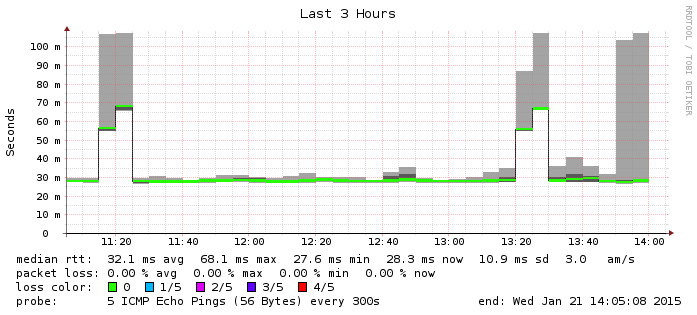 Last 3 Hours
RRDTOOL / TOBI OETIKER
Seconds
100 m
90 m
80 m
70 m
60 m
50 m
40 m
30 m
20 m
10 m
0
11:20 11:40 12:00 12:20 12:40 13:00 13:20 13:40 14:00
median rtt: 32.1 ms avg 68.1 ms max 27.6 ms min 28.3 ms now 10.9 ms sd 3.0 am/s
packet loss: 0.00 % avg 0.00 % max 0.00 % min 0.00 % now
loss color: 0 1/5 2/5 3/5 4/5
probe: 5 ICMP Echo Pings (56 Bytes) every 300s end: Wed Jan 21 14:05:08 2015